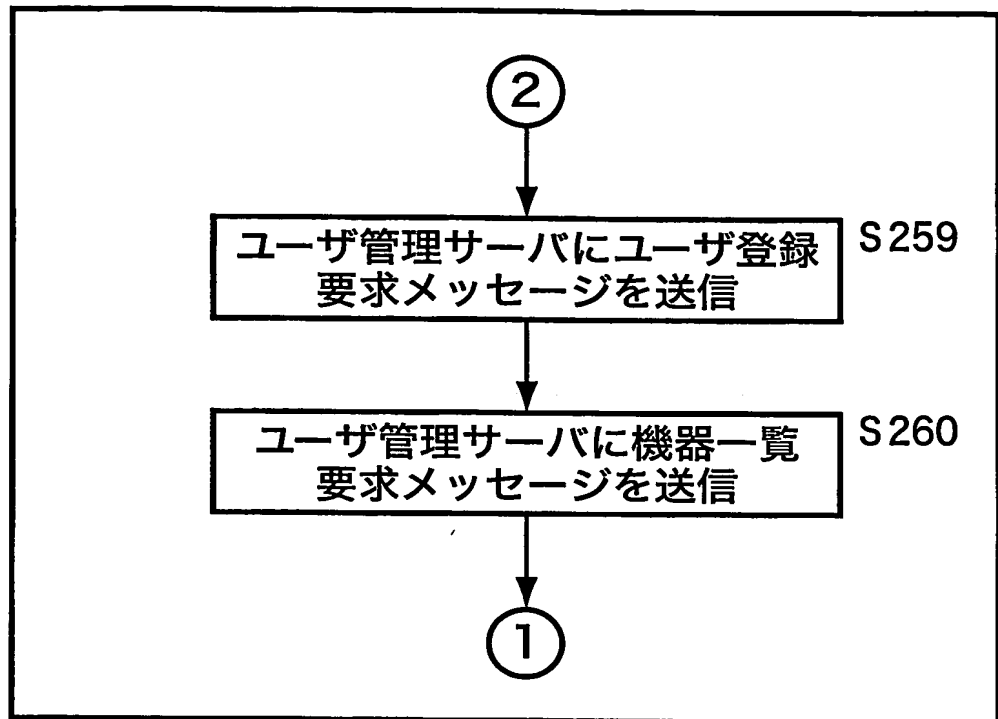 ②
ユーザ管理サーバにユーザ登録
要求メッセージを送信
S259
ユーザ管理サーバに機器一覧
要求メッセージを送信
S260
①